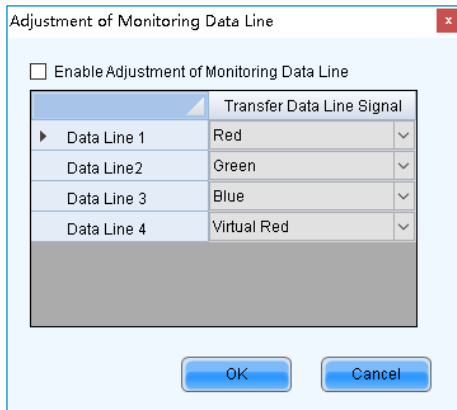 Adjustment of Monitoring Data Line
x
Enable Adjustment of Monitoring Data Line
Transfer Data Line Signal
Data Line 1 Red
Data Line2 Green
Data Line 3 Blue
Data Line 4 Virtual Red
OK Cancel